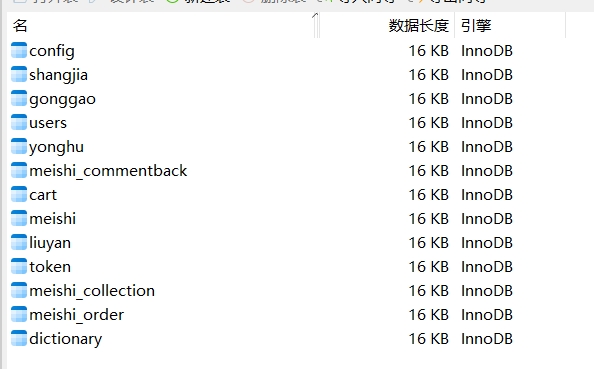 名 数据长度 引擎
config 16 KB InnoDB
shangjia 16 KB InnoDB
gonggao 16 KB InnoDB
users 16 KB InnoDB
yonghu 16 KB InnoDB
meishi_commentback 16 KB InnoDB
cart 16 KB InnoDB
meishi 16 KB InnoDB
liuyan 16 KB InnoDB
token 16 KB InnoDB
meishi_collection 16 KB InnoDB
meishi_order 16 KB InnoDB
dictionary 16 KB InnoDB